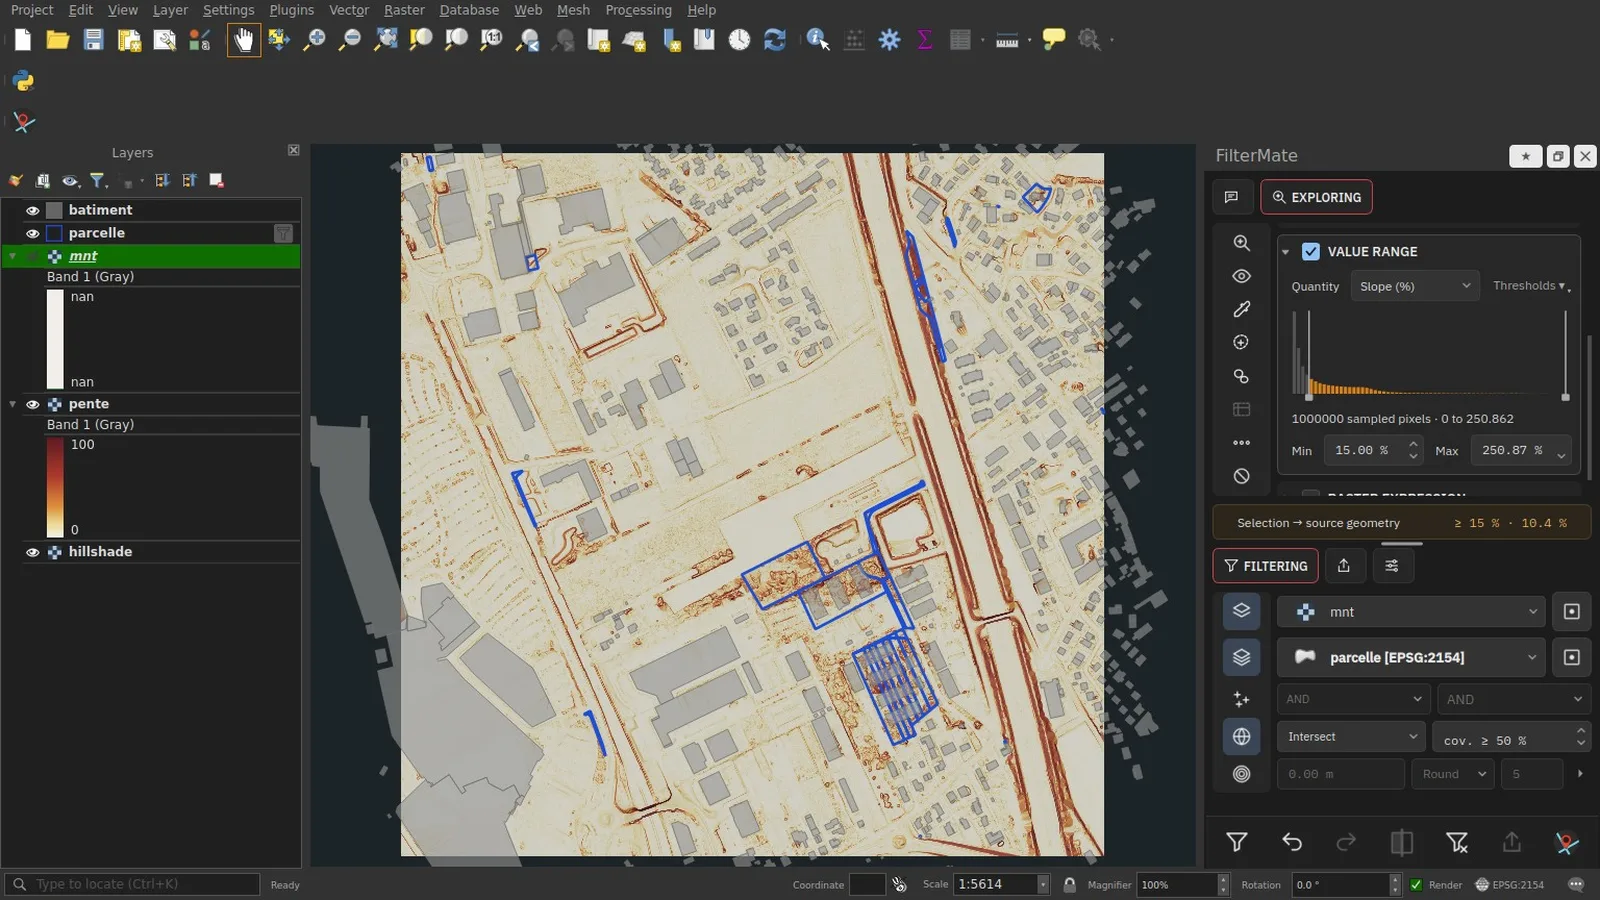 Project Edit View Layer Settings Plugins Vector Raster Database Web Mesh Processing Help
Layers
batiment
parcelle
mnt
Band 1 (Gray)
nan
nan
pente
Band 1 (Gray)
100
0
hillshade
FilterMate
EXPLORING
VALUE RANGE
Quantity Slope (%) Thresholds
1000000 sampled pixels · 0 to 250.862
Min 15.00 % Max 250.87 %
RASTER EXPRESSION
Selection → source geometry ≥ 15 % · 10.4 %
FILTERING
mnt
parcelle [EPSG:2154]
AND AND
Intersect cov. ≥ 50 %
0.00 m Round 5
Type to locate (Ctrl+K) Ready Coordinate Scale 1:5614 Magnifier 100% Rotation 0.0 ° Render EPSG:2154